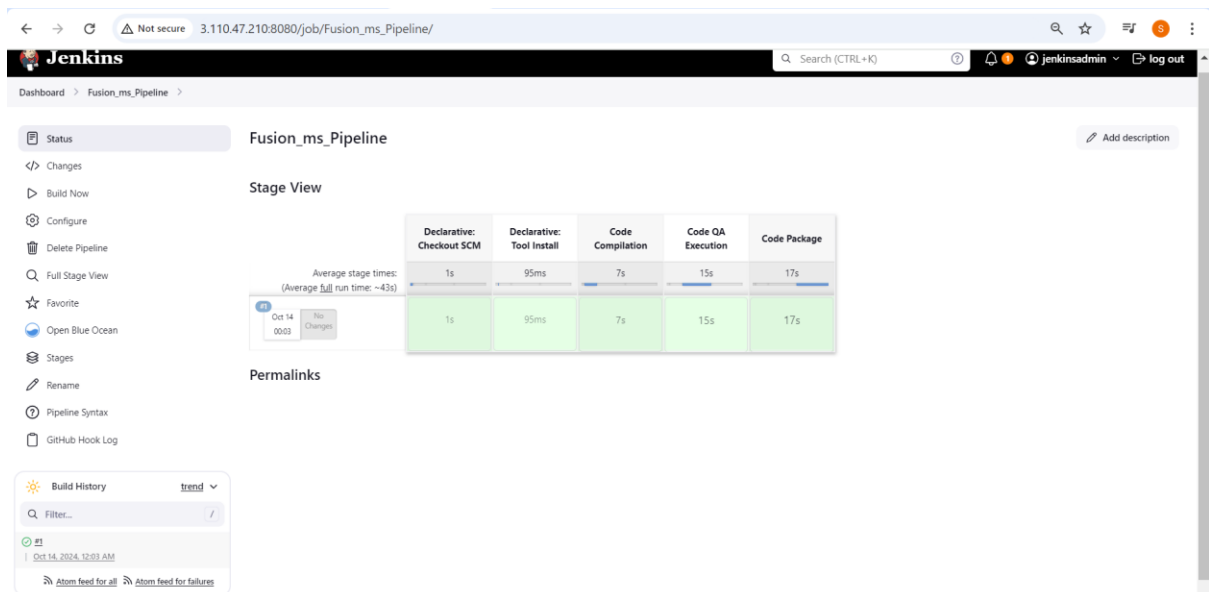 Not secure 3.110.47.210:8080/job/Fusion_ms_Pipeline/
S
Jenkins
Search (CTRL+K)
?
1
jenkinsadmin
log out
Dashboard > Fusion_ms_Pipeline >
Status
Changes
Build Now
Configure
Delete Pipeline
Full Stage View
Favorite
Open Blue Ocean
Stages
Rename
Pipeline Syntax
GitHub Hook Log
Build History trend
Filter... /
#1
Oct 14, 2024, 12:03 AM
Atom feed for all Atom feed for failures
Fusion_ms_Pipeline
Add description
Stage View
Declarative: Declarative: Code Code QA Code Package
Checkout SCM Tool Install Compilation Execution
Average stage times: 1s 95ms 7s 15s 17s
(Average full run time: ~43s)
#1
Oct 14 No
00:03 Changes
1s 95ms 7s 15s 17s
Permalinks